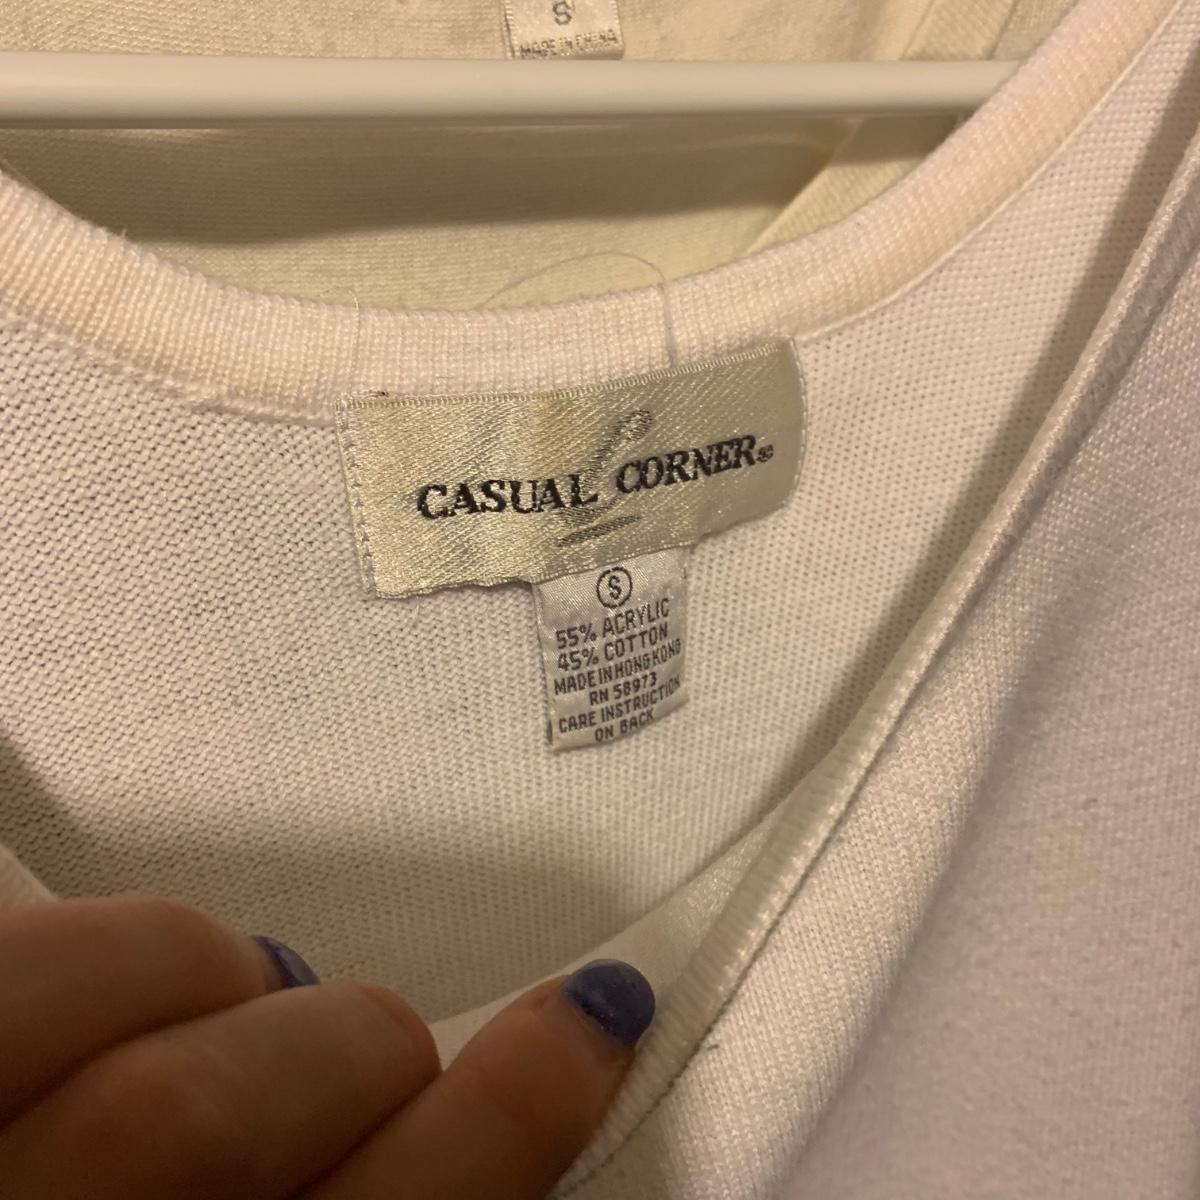 S
MADE IN CHINA
CASUAL CORNER®
S
55% ACRYLIC
45% COTTON
MADE IN HONG KONG
RN 58973
CARE INSTRUCTION
ON BACK